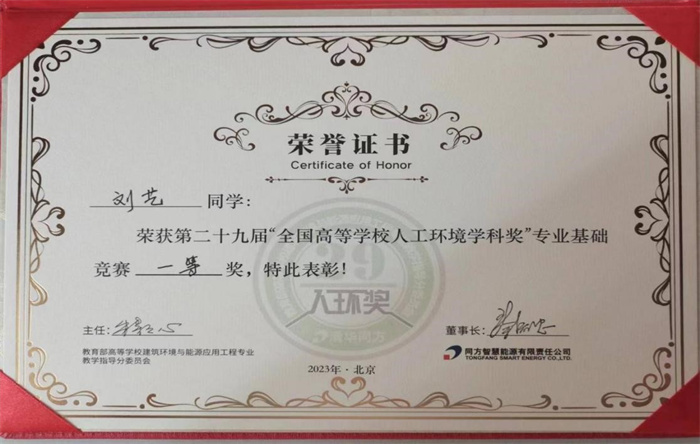 荣誉证书
Certificate of Honor
刘艺 同学：
荣获第二十九届“全国高等学校人工环境学科奖”专业基础
竞赛 一等 奖，特此表彰！
人环奖
主任：
董事长：
教育部高等学校建筑环境与能源应用工程专业
教学指导分委员会
同方智慧能源有限责任公司
TONGFANG SMART ENERGY CO.,LTD.
2023年·北京